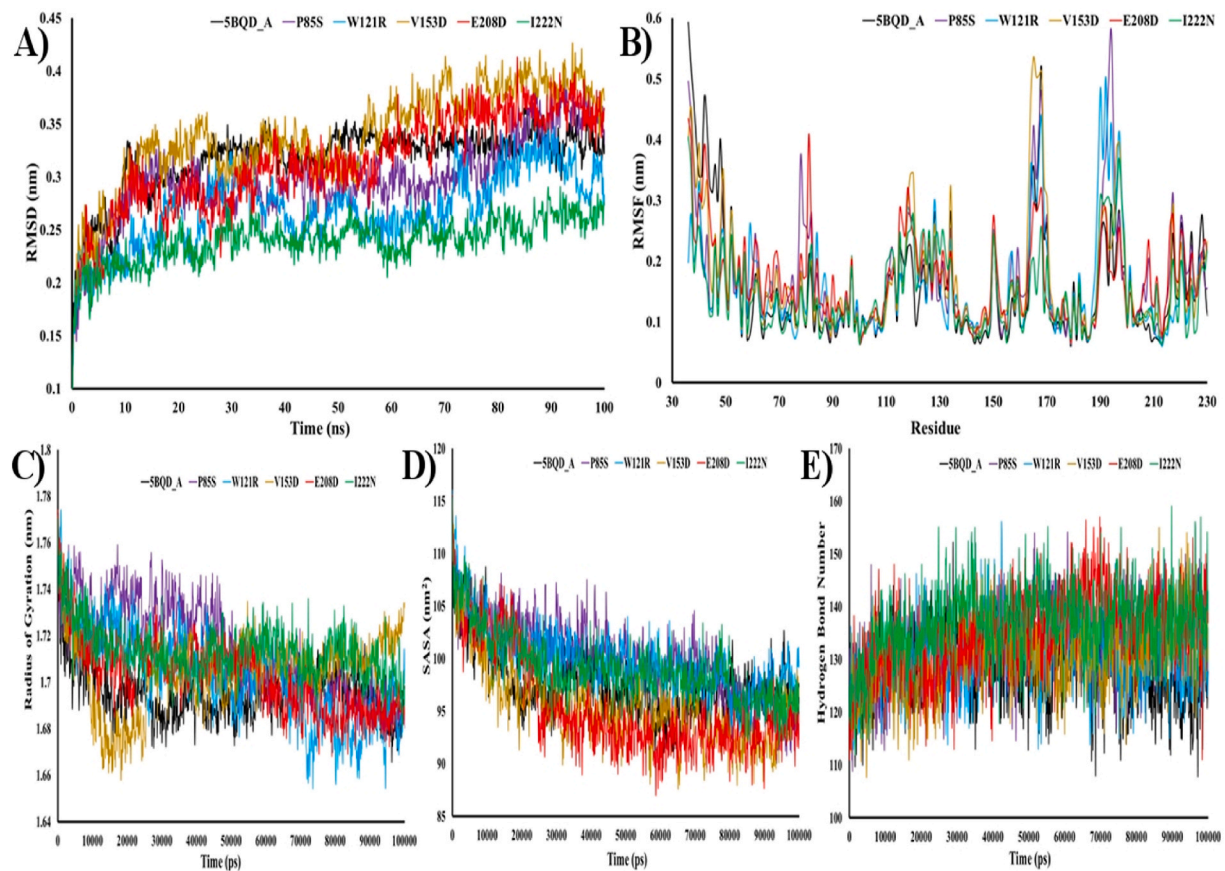 A)
5BQD_A P85S W121R V153D E208D I222N
RMSD (nm)
0.45
0.4
0.35
0.3
0.25
0.2
0.15
0.1
0 10 20 30 40 50 60 70 80 90 100
Time (ns)
B)
5BQD_A P85S W121R V153D E208D I222N
RMSF (nm)
0.6
0.5
0.4
0.3
0.2
0.1
0
30 50 70 90 110 130 150 170 190 210 230
Residue
C)
5BQD_A P85S W121R V153D E208D I222N
Radius of Gyration (nm)
1.8
1.78
1.76
1.74
1.72
1.7
1.68
1.66
1.64
0 10000 20000 30000 40000 50000 60000 70000 80000 90000 100000
Time (ps)
D)
5BQD_A P85S W121R V153D E208D I222N
SASA (nm²)
120
115
110
105
100
95
90
85
0 10000 20000 30000 40000 50000 60000 70000 80000 90000 100000
Time (ps)
E)
5BQD_A P85S W121R V153D E208D I222N
Hydrogen Bond Number
170
160
150
140
130
120
110
100
0 10000 20000 30000 40000 50000 60000 70000 80000 90000 100000
Time (ps)